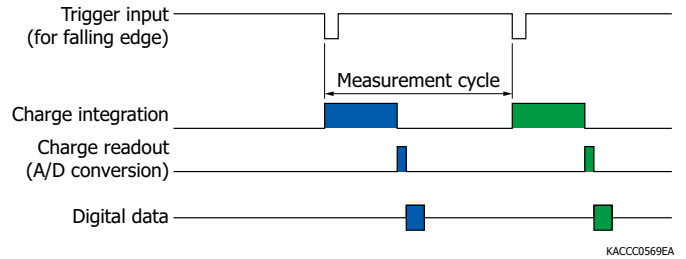 Trigger input
(for falling edge)
Measurement cycle
Charge integration
Charge readout
(A/D conversion)
Digital data
KACCC0569EA